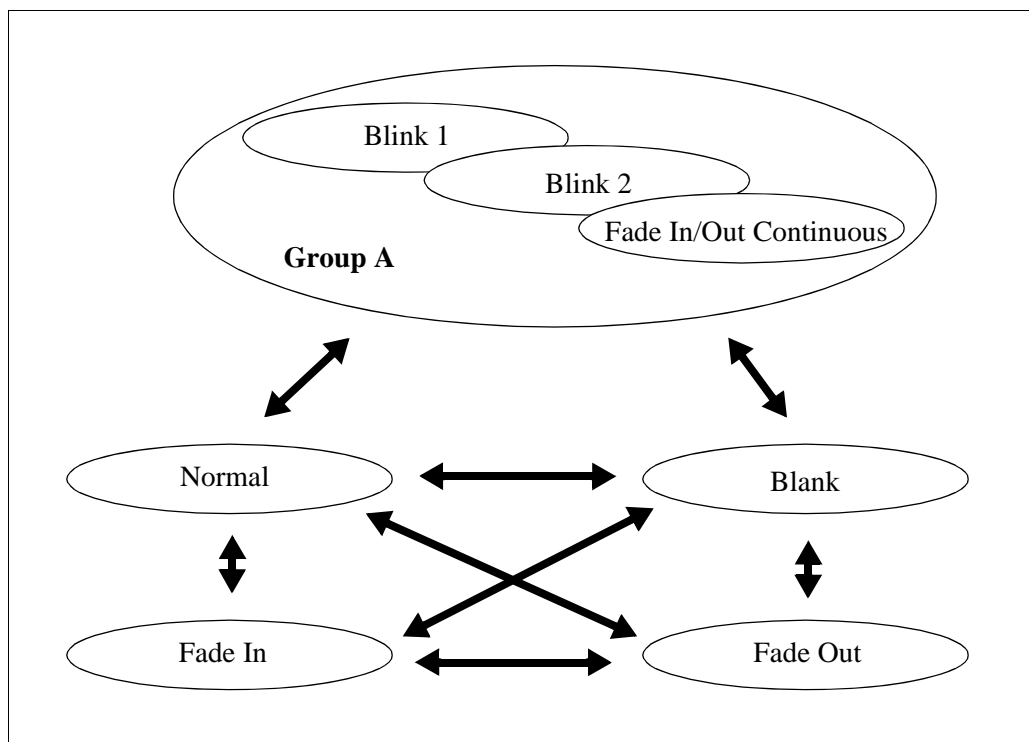 Blink 1
Blink 2
Fade In/Out Continuous
Group A
Normal
Blank
Fade In
Fade Out